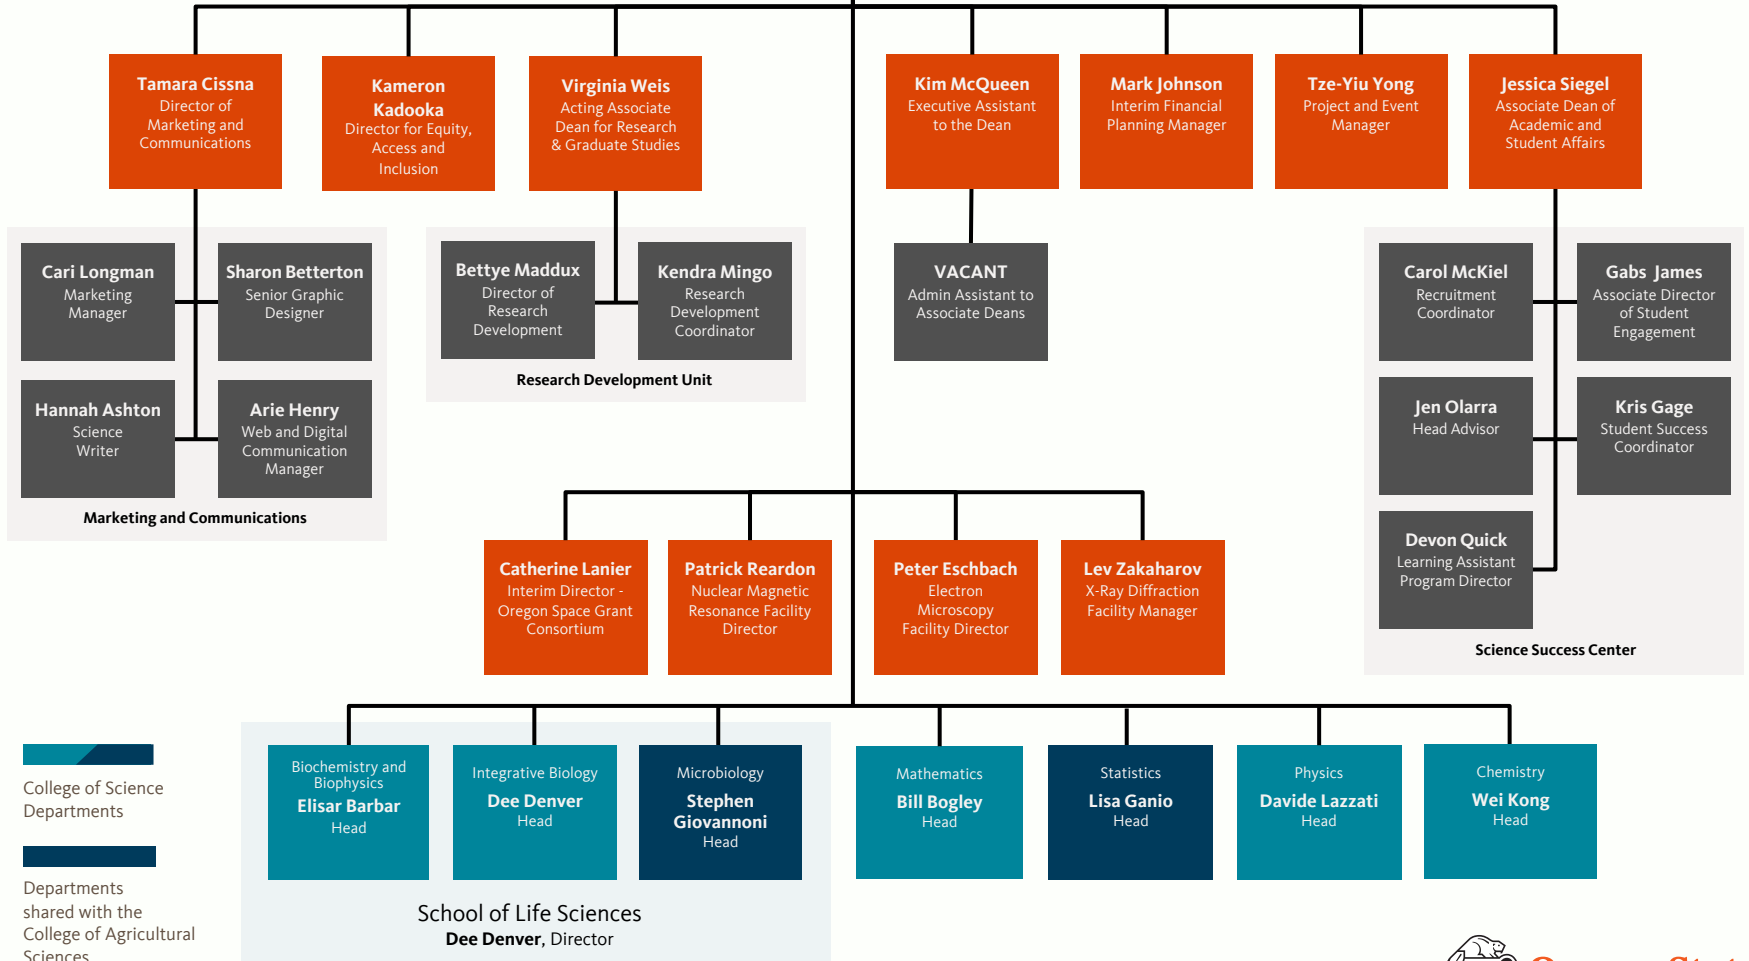 Tamara Cissna
Director of
Marketing and
Communications
Kameron
Kadooka
Director for Equity,
Access and
Inclusion
Virginia Weis
Acting Associate
Dean for Research
& Graduate Studies
Kim McQueen
Executive Assistant
to the Dean
Mark Johnson
Interim Financial
Planning Manager
Tze-Yiu Yong
Project and Event
Manager
Jessica Siegel
Associate Dean of
Academic and
Student Affairs
Cari Longman
Marketing
Manager
Sharon Betterton
Senior Graphic
Designer
Hannah Ashton
Science
Writer
Arie Henry
Web and Digital
Communication
Manager
Marketing and Communications
Bettye Maddux
Director of
Research
Development
Kendra Mingo
Research
Development
Coordinator
Research Development Unit
VACANT
Admin Assistant to
Associate Deans
Carol McKiel
Recruitment
Coordinator
Gabs James
Associate Director
of Student
Engagement
Jen Olarra
Head Advisor
Kris Gage
Student Success
Coordinator
Devon Quick
Learning Assistant
Program Director
Science Success Center
Catherine Lanier
Interim Director -
Oregon Space Grant
Consortium
Patrick Reardon
Nuclear Magnetic
Resonance Facility
Director
Peter Eschbach
Electron
Microscopy
Facility Director
Lev Zakaharov
X-Ray Diffraction
Facility Manager
College of Science
Departments
Departments
shared with the
College of Agricultural
Sciences
Biochemistry and
Biophysics
Elisar Barbar
Head
Integrative Biology
Dee Denver
Head
Microbiology
Stephen
Giovannoni
Head
School of Life Sciences
Dee Denver, Director
Mathematics
Bill Bogley
Head
Statistics
Lisa Ganio
Head
Physics
Davide Lazzati
Head
Chemistry
Wei Kong
Head